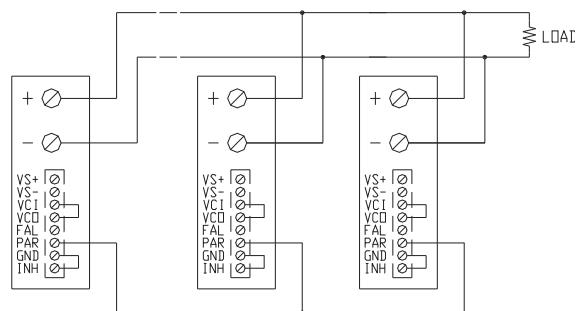 LOAD
+ + +
- - -
VS+ VS+ VS+
VS- VS- VS-
VCI VCI VCI
VCO VCO VCO
FAL FAL FAL
PAR PAR PAR
GND GND GND
INH INH INH